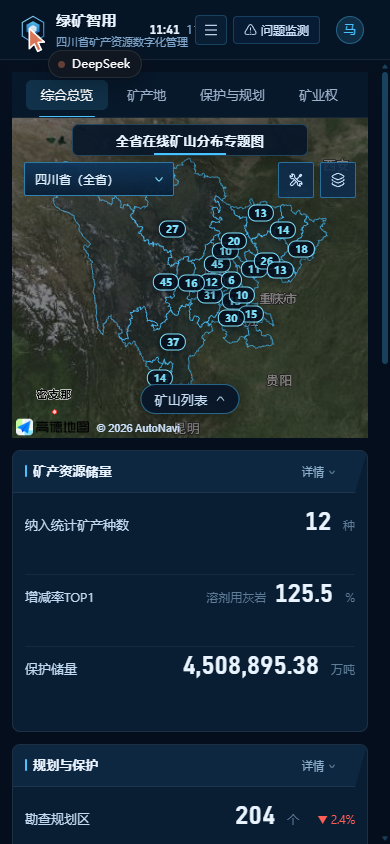 绿矿智用
11:41
四川省矿产资源数字化管理
问题监测
马
DeepSeek
综合总览
矿产地
保护与规划
矿业权
全省在线矿山分布专题图
四川省（全省）
13
27
14
20
18
45
26
13
45
16
12
6
31
10
重庆市
30
15
37
贵阳
14
密支那
矿山列表
高德地图
© 2026 AutoNavi
昆明
矿产资源储量
详情
纳入统计矿产种数
12 种
增减率TOP1
溶剂用灰岩 125.5 %
保护储量
4,508,895.38 万吨
规划与保护
详情
勘查规划区
204 个 ▼2.4%